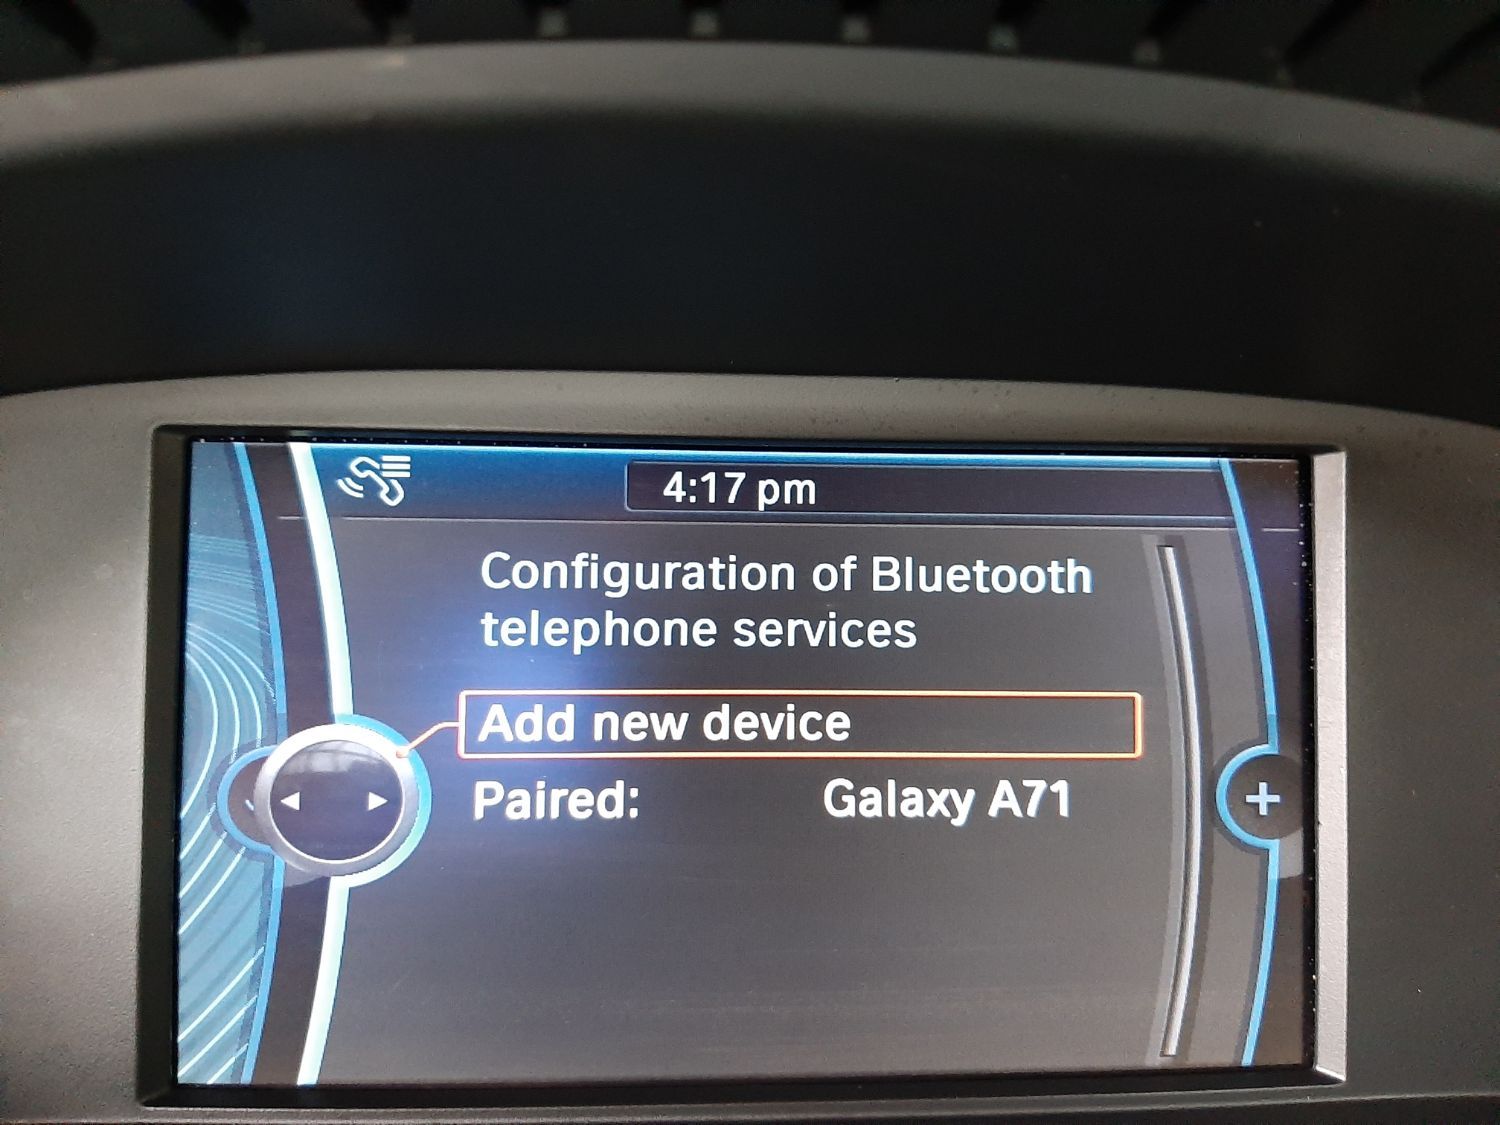 4:17 pm
Configuration of Bluetooth
telephone services
Add new device
Paired: Galaxy A71
+